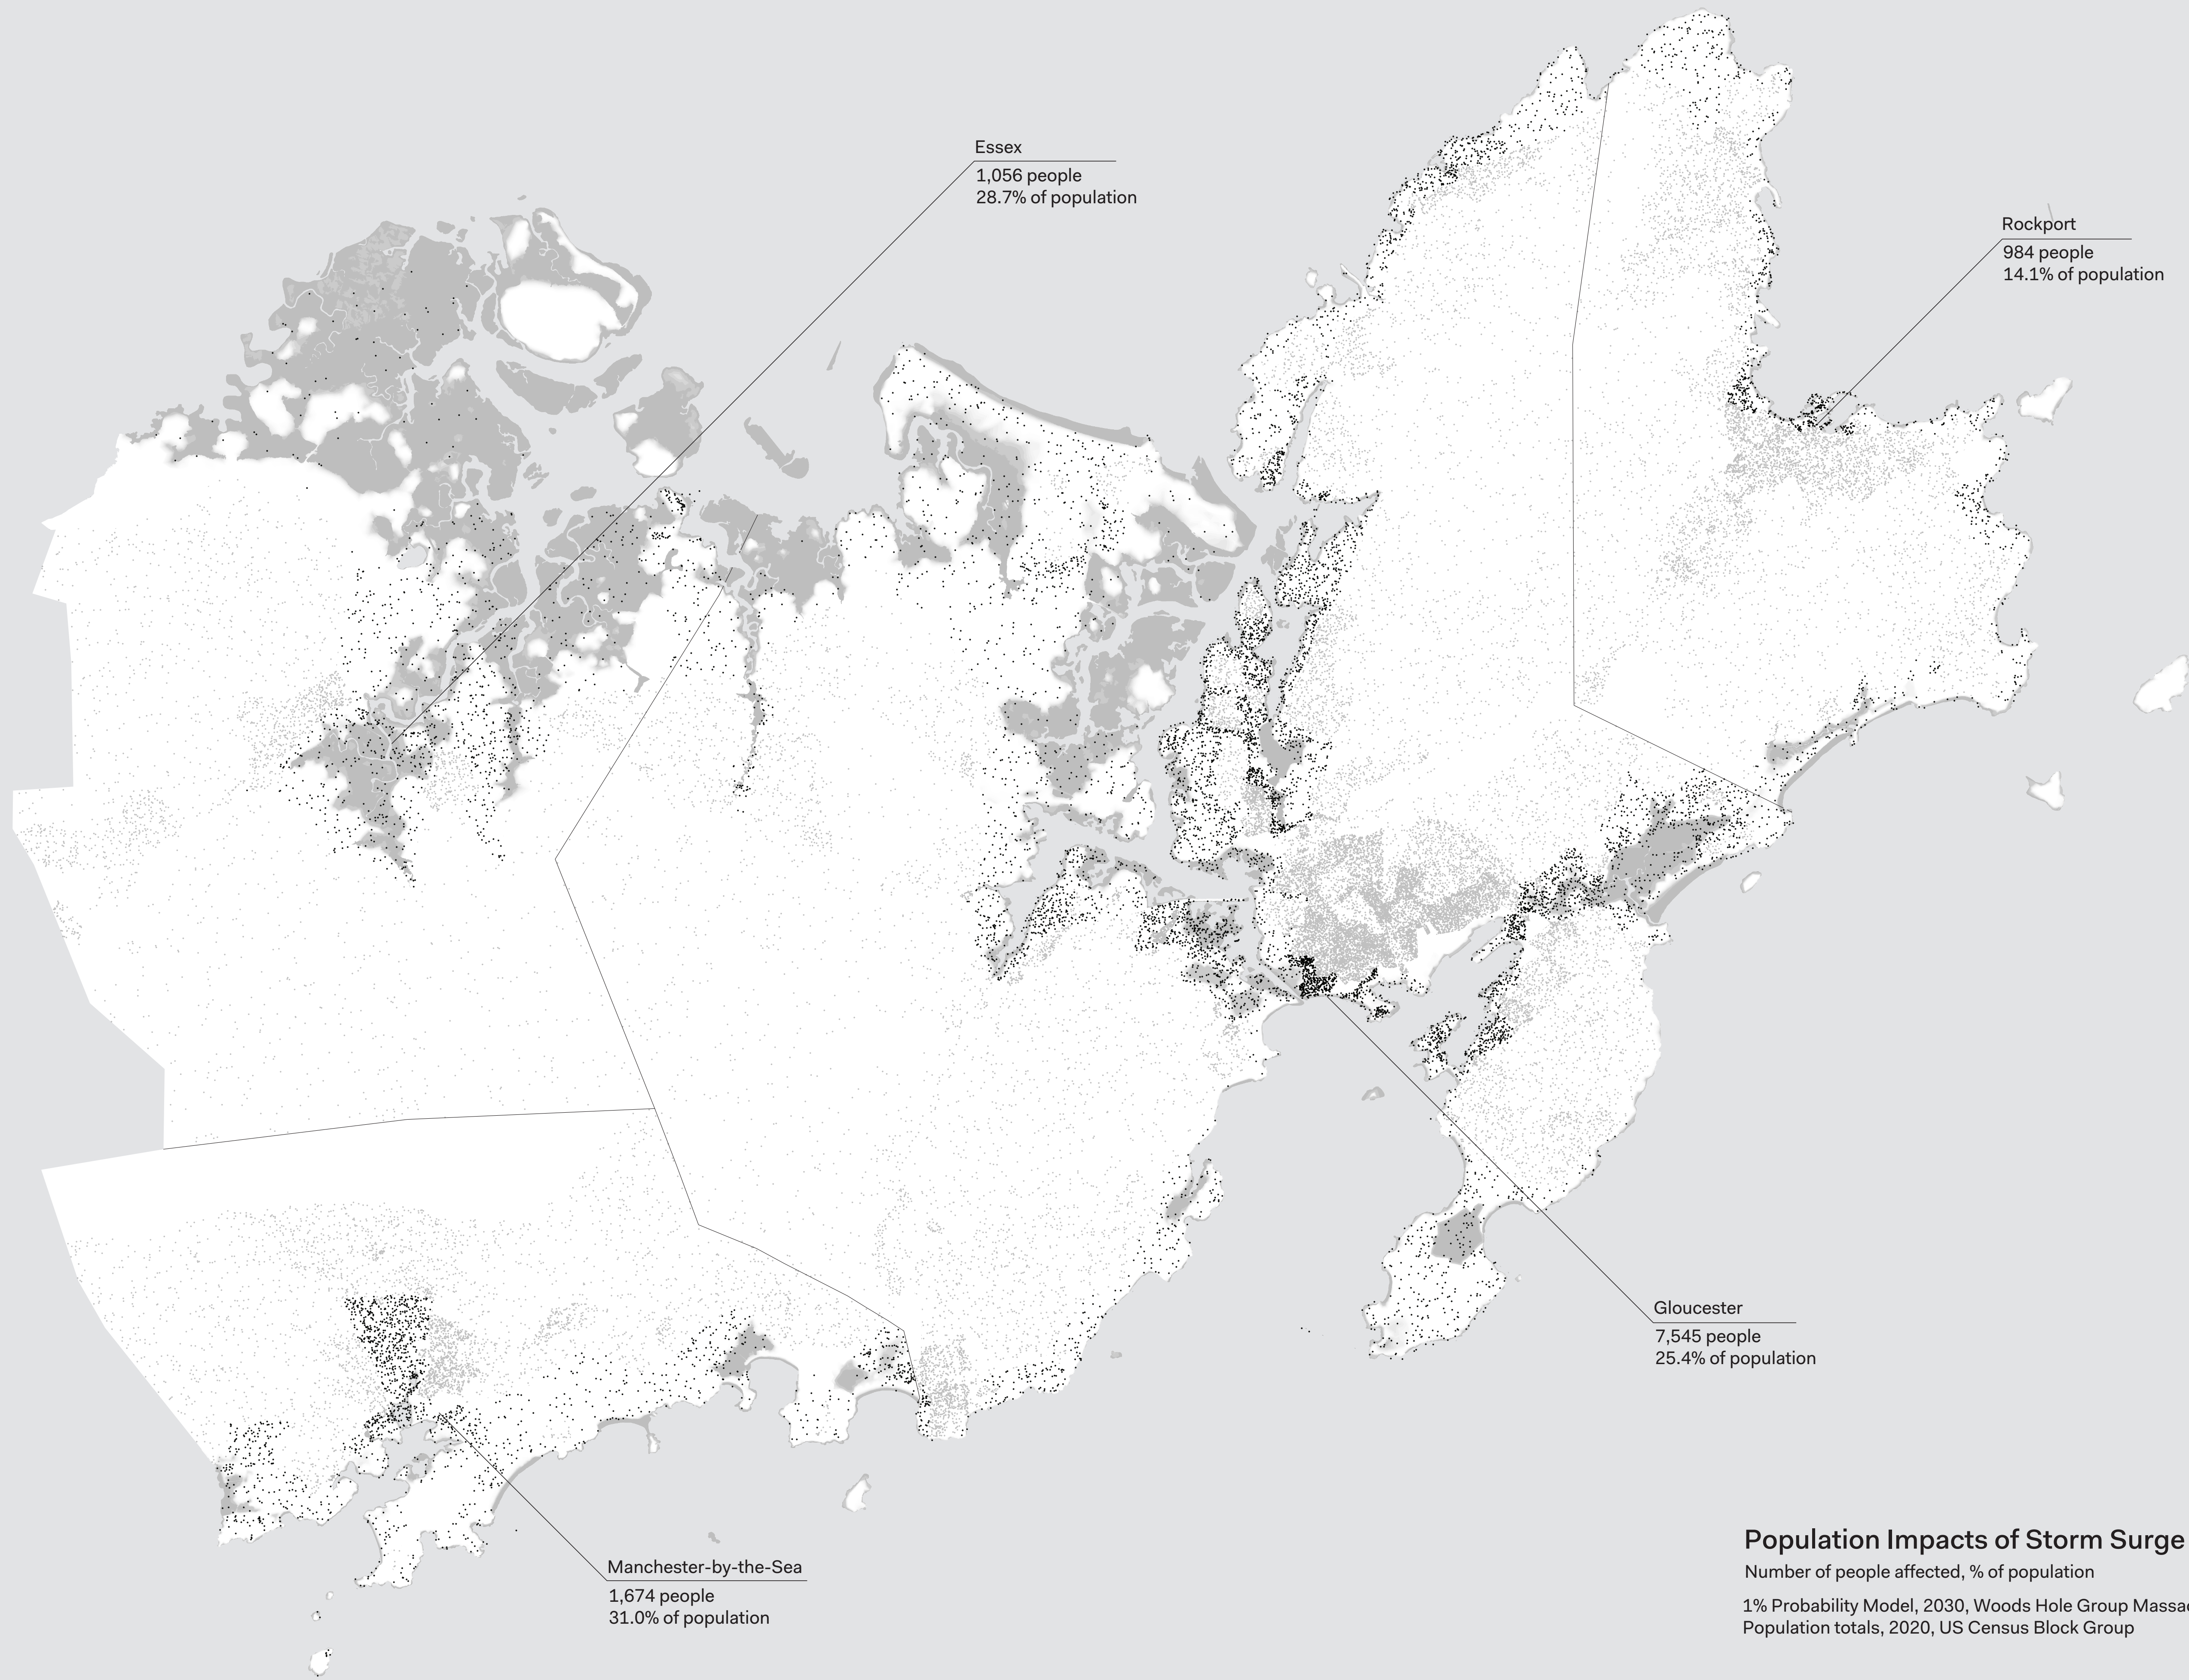 Essex
1,056 people
28.7% of population
Rockport
984 people
14.1% of population
Gloucester
7,545 people
25.4% of population
Manchester-by-the-Sea
1,674 people
31.0% of population
Population Impacts of Storm Surge
Number of people affected, % of population
1% Probability Model, 2030, Woods Hole Group Massac
Population totals, 2020, US Census Block Group